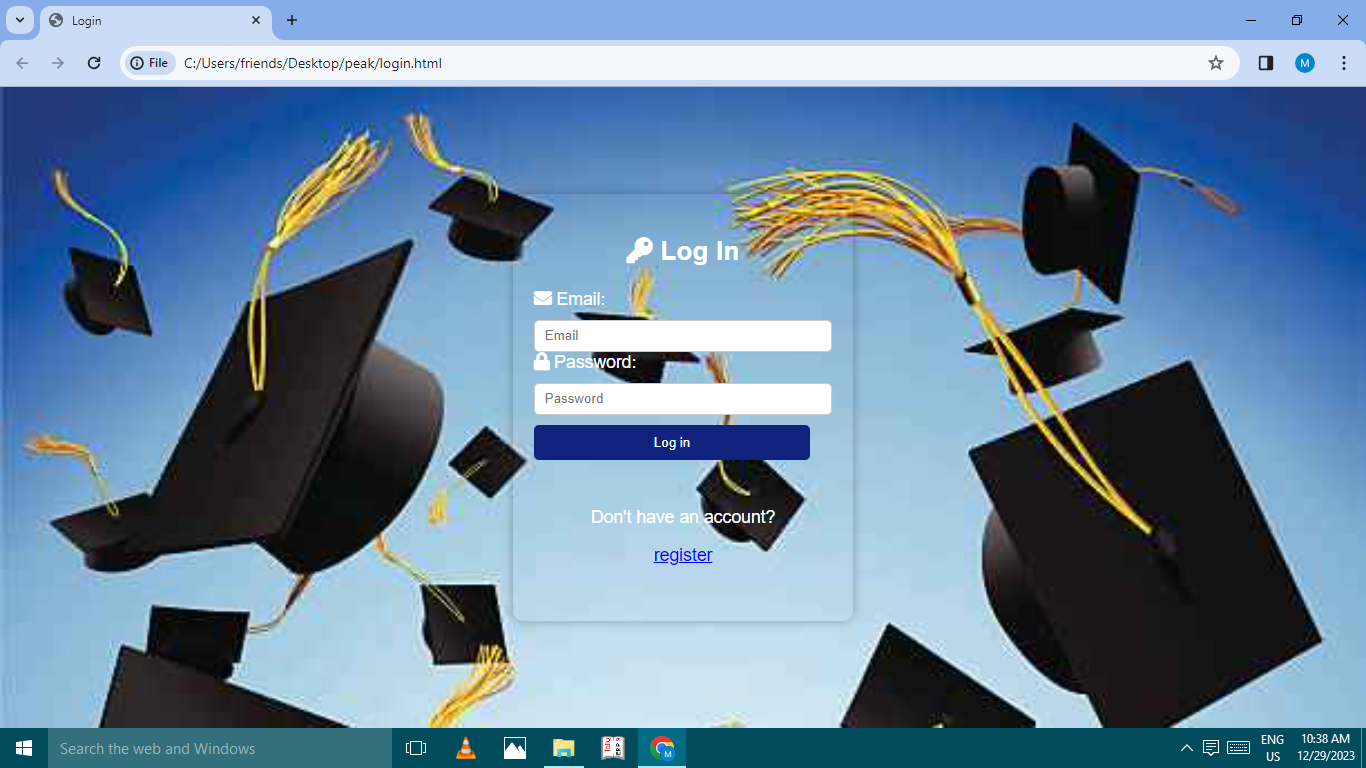 Login
File
C:/Users/friends/Desktop/peak/login.html
M
Log In
Email:
Email
Password:
Password
Log in
Don't have an account?
register
Search the web and Windows
M
ENG
US
10:38 AM
12/29/2023